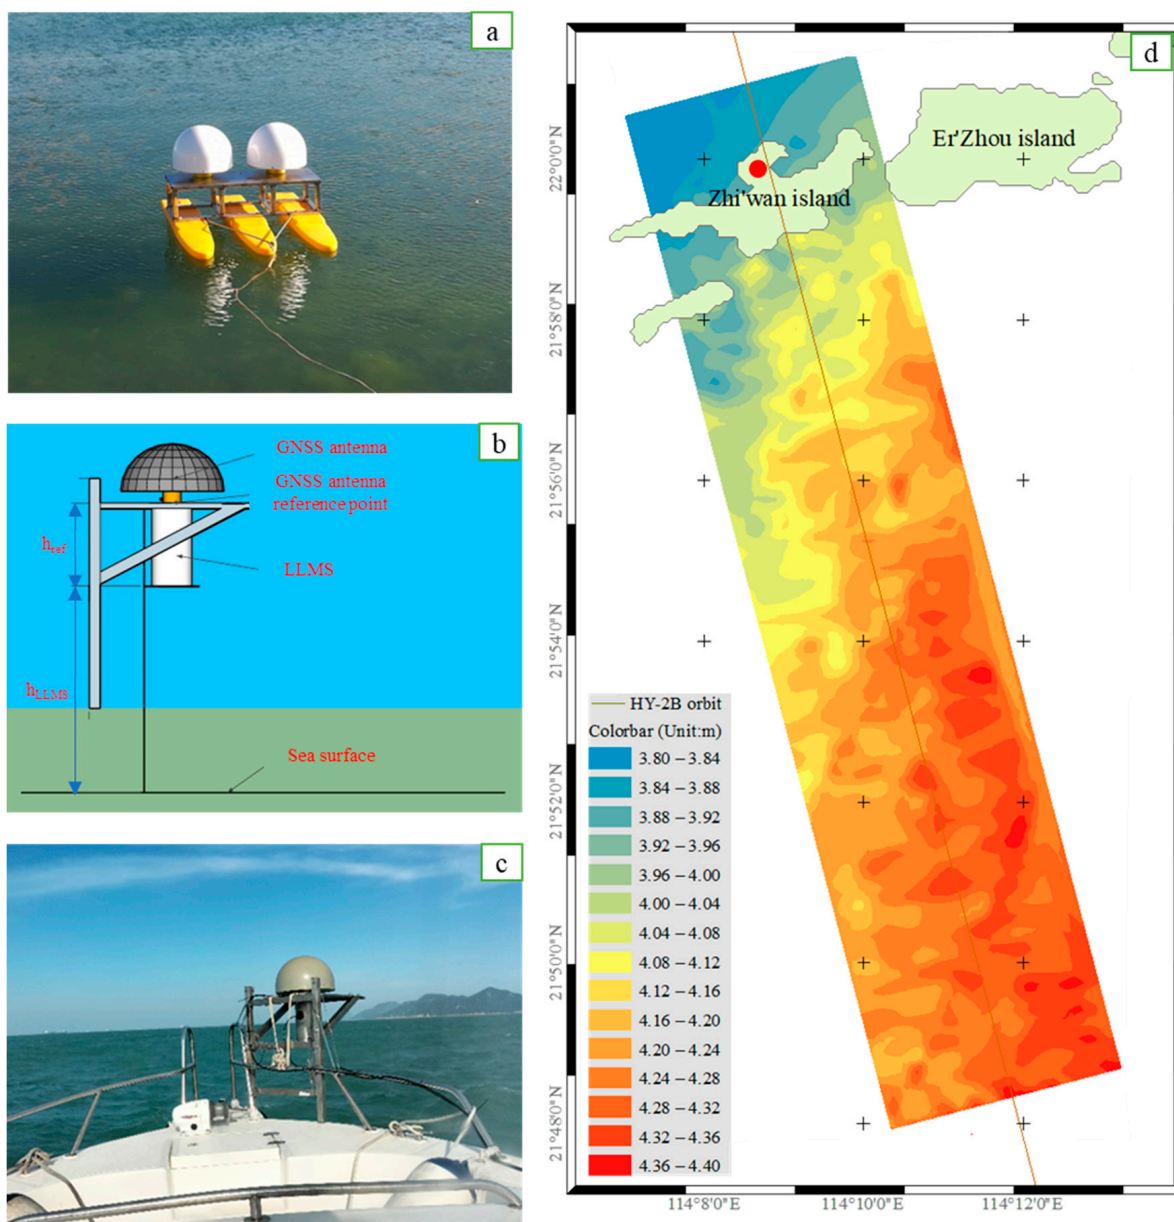 a
b
GNSS antenna
GNSS antenna
reference point
h_ref
LLMS
h_LLMS
Sea surface
c
d
Er'Zhou island
Zhi'wan island
22°0'0"N
21°58'0"N
21°56'0"N
21°54'0"N
21°52'0"N
21°50'0"N
21°48'0"N
HY-2B orbit
Colorbar (Unit:m)
3.80 – 3.84
3.84 – 3.88
3.88 – 3.92
3.92 – 3.96
3.96 – 4.00
4.00 – 4.04
4.04 – 4.08
4.08 – 4.12
4.12 – 4.16
4.16 – 4.20
4.20 – 4.24
4.24 – 4.28
4.28 – 4.32
4.32 – 4.36
4.36 – 4.40
114°8'0"E
114°10'0"E
114°12'0"E